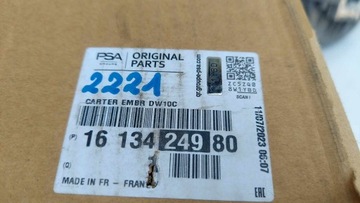 PSA
ORIGINAL
PARTS
2221
CARTER EMBR DW10C
(P) 16 134 249 80
(Q)
MADE IN FR - FRANCE
11/07/2023 06:07
EAC